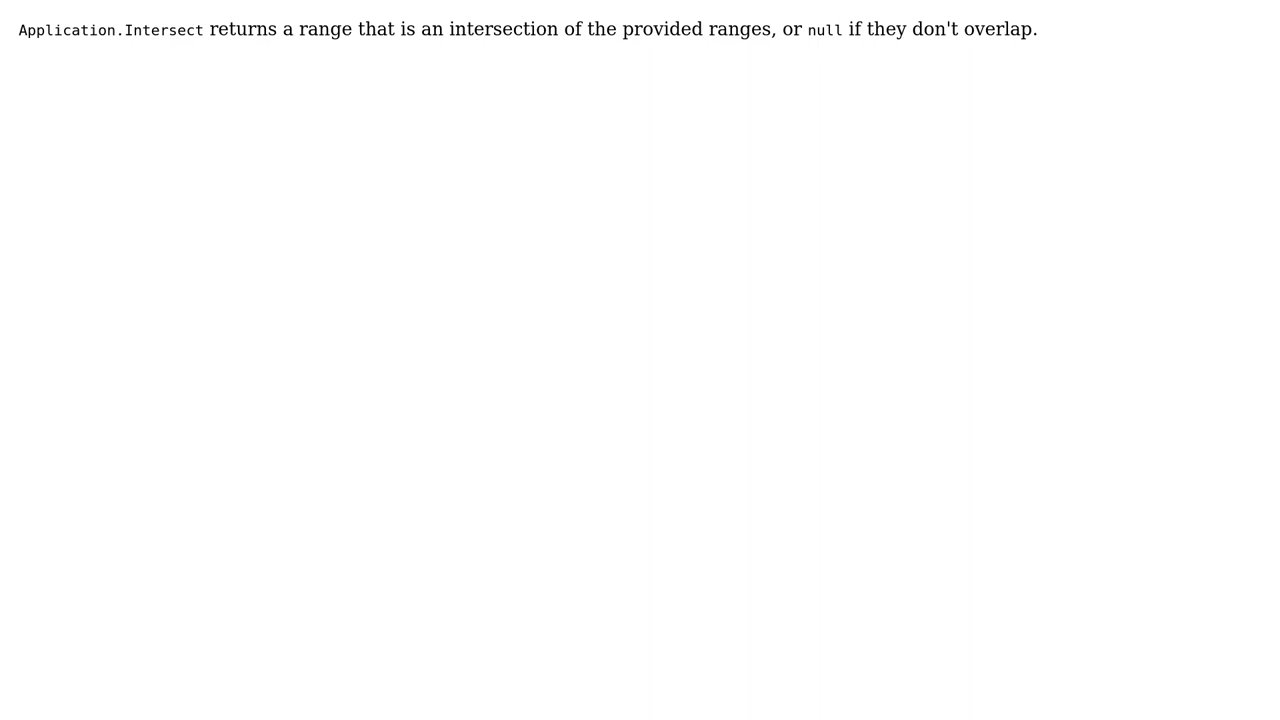 Application.Intersect returns a range that is an intersection of the provided ranges, or null if they don't overlap.